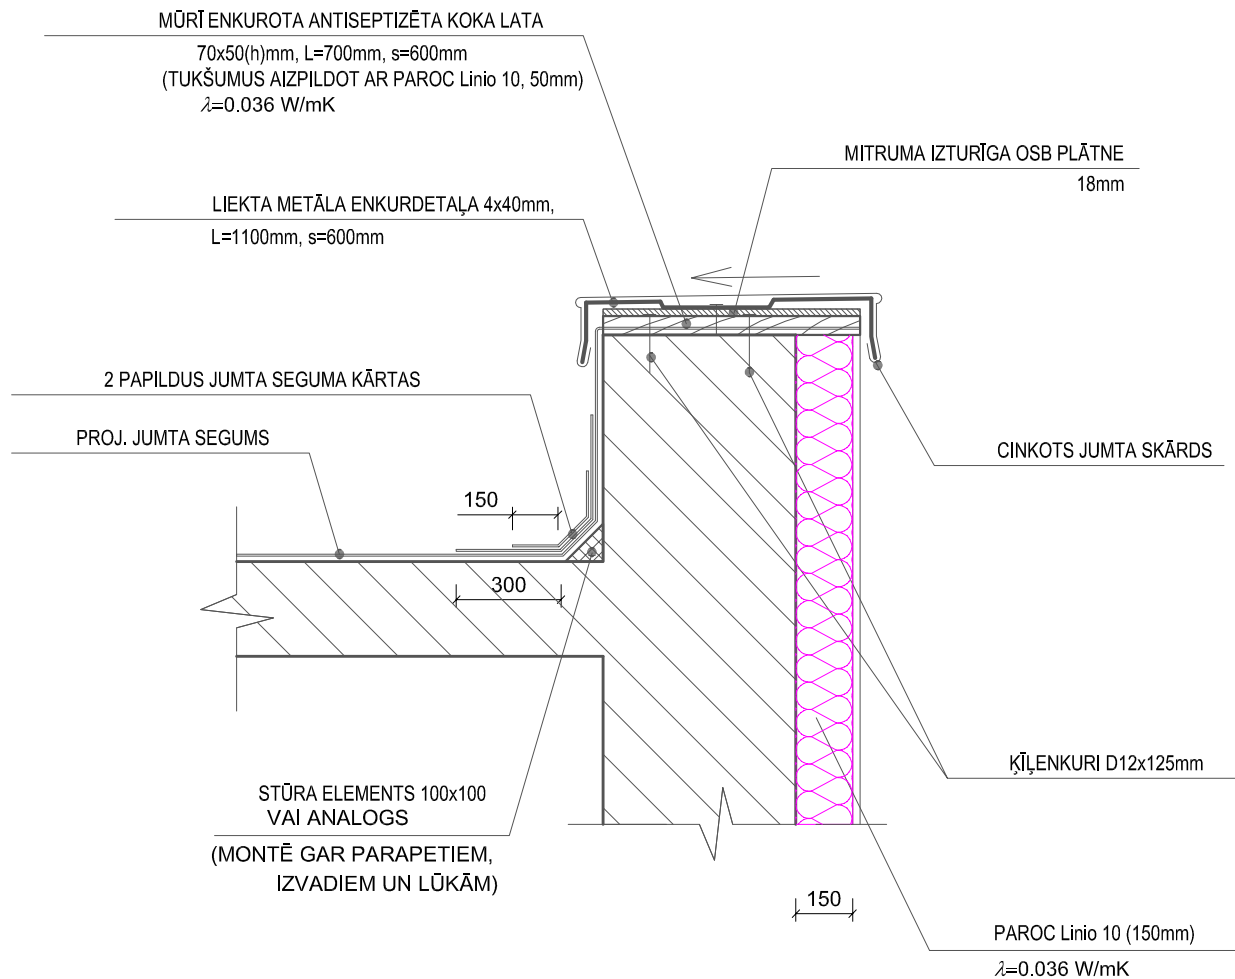 MŪRĪ ENKUROTA ANTISEPTIZĒTA KOKA LATA
70x50(h)mm, L=700mm, s=600mm
(TUKŠUMUS AIZPILDOT AR PAROC Linio 10, 50mm)
λ=0.036 W/mK
MITRUMA IZTURĪGA OSB PLĀTNE
18mm
LIEKTA METĀLA ENKURDETAĻA 4x40mm,
L=1100mm, s=600mm
2 PAPILDUS JUMTA SEGUMA KĀRTAS
PROJ. JUMTA SEGUMS
CINKOTS JUMTA SKĀRDS
150
300
ĶĪĻENKURI D12x125mm
STŪRA ELEMENTS 100x100
VAI ANALOGS
(MONTĒ GAR PARAPETIEM,
IZVADIEM UN LŪKĀM)
150
PAROC Linio 10 (150mm)
λ=0.036 W/mK